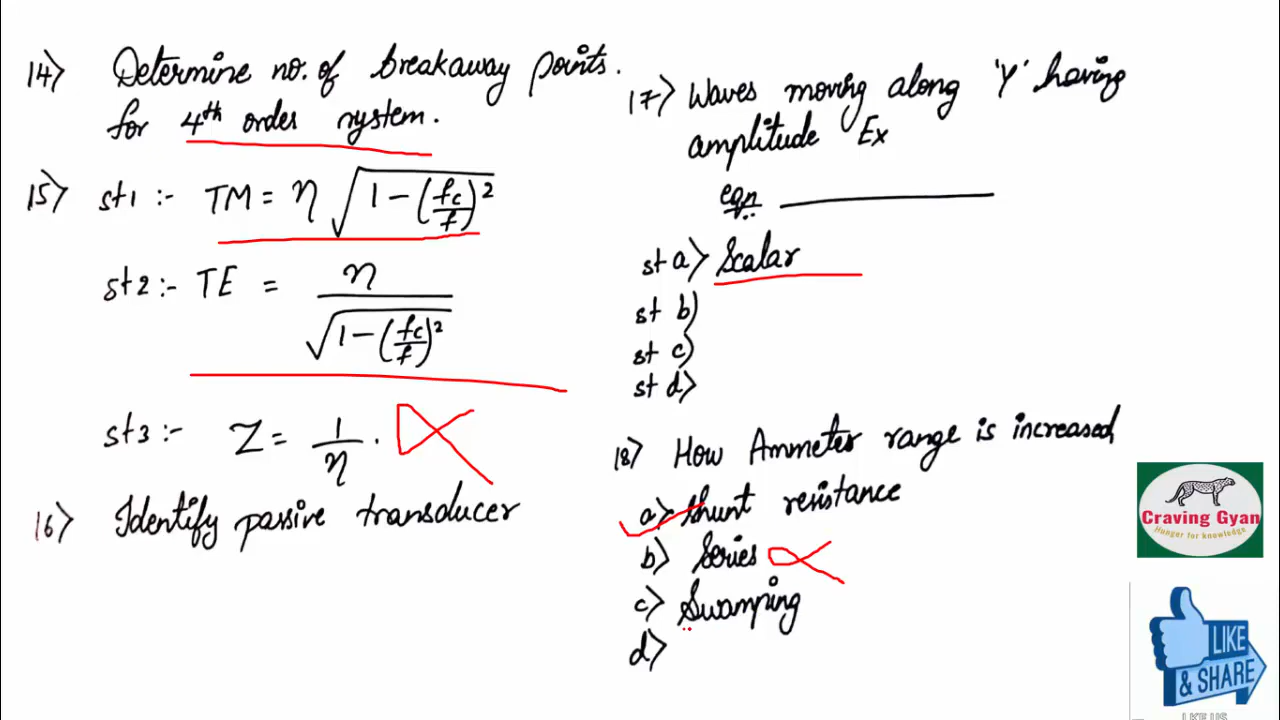 14) Determine no. of breakaway points.
for 4th order system.
15) st1 :- TM = η √(1 - (fc/f)²)
st2 :- TE = η / √(1 - (fc/f)²)
st3 :- Z = 1/η .
16) Identify passive transducer
17) Waves moving along 'Y' having
amplitude Ex
eqn
st a) Scalar
st b)
st c)
st d)
18) How Ammeter range is increased
a) Shunt resistance
b) Series
c) Swamping
d)
Craving Gyan
Hunger for knowledge
LIKE
& SHARE
LIKE US